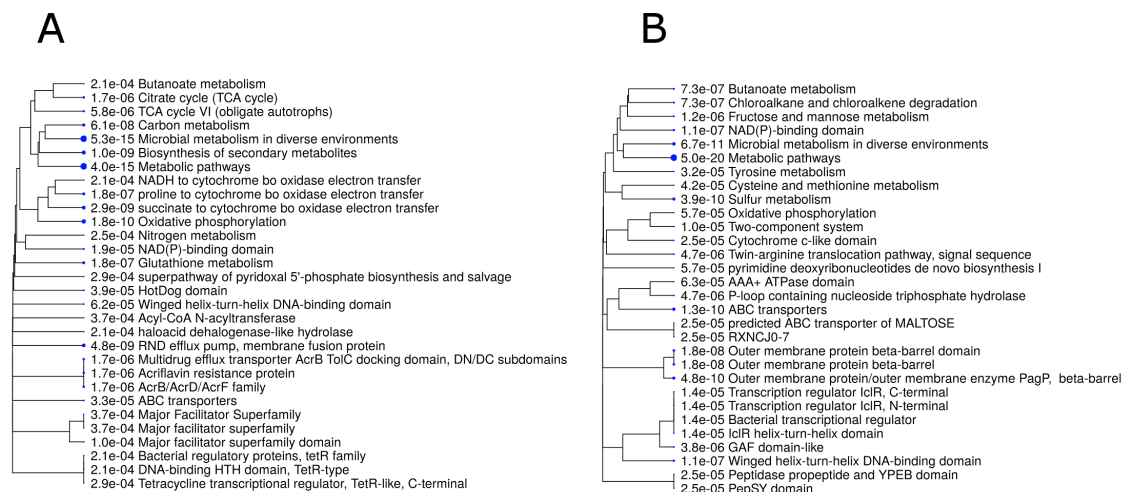 A
2.1e-04 Butanoate metabolism
1.7e-06 Citrate cycle (TCA cycle)
5.8e-06 TCA cycle VI (obligate autotrophs)
6.1e-08 Carbon metabolism
5.3e-15 Microbial metabolism in diverse environments
1.0e-09 Biosynthesis of secondary metabolites
4.0e-15 Metabolic pathways
2.1e-04 NADH to cytochrome bo oxidase electron transfer
1.8e-07 proline to cytochrome bo oxidase electron transfer
2.9e-09 succinate to cytochrome bo oxidase electron transfer
1.8e-10 Oxidative phosphorylation
2.5e-04 Nitrogen metabolism
1.9e-05 NAD(P)-binding domain
1.8e-07 Glutathione metabolism
2.9e-04 superpathway of pyridoxal 5'-phosphate biosynthesis and salvage
3.9e-05 HotDog domain
6.2e-05 Winged helix-turn-helix DNA-binding domain
3.7e-04 Acyl-CoA N-acyltransferase
2.1e-04 haloacid dehalogenase-like hydrolase
4.8e-09 RND efflux pump, membrane fusion protein
1.7e-06 Multidrug efflux transporter AcrB TolC docking domain, DN/DC subdomains
1.7e-06 Acriflavin resistance protein
1.7e-06 AcrB/AcrD/AcrF family
3.3e-05 ABC transporters
3.7e-04 Major Facilitator Superfamily
3.7e-04 Major facilitator superfamily
1.0e-04 Major facilitator superfamily domain
2.1e-04 Bacterial regulatory proteins, tetR family
2.1e-04 DNA-binding HTH domain, TetR-type
2.9e-04 Tetracycline transcriptional regulator, TetR-like, C-terminal
B
7.3e-07 Butanoate metabolism
7.3e-07 Chloroalkane and chloroalkene degradation
1.2e-06 Fructose and mannose metabolism
1.1e-07 NAD(P)-binding domain
6.7e-11 Microbial metabolism in diverse environments
5.0e-20 Metabolic pathways
3.2e-05 Tyrosine metabolism
4.2e-05 Cysteine and methionine metabolism
3.9e-10 Sulfur metabolism
5.7e-05 Oxidative phosphorylation
1.0e-05 Two-component system
2.5e-05 Cytochrome c-like domain
4.7e-06 Twin-arginine translocation pathway, signal sequence
5.7e-05 pyrimidine deoxyribonucleotides de novo biosynthesis I
6.3e-05 AAA+ ATPase domain
4.7e-06 P-loop containing nucleoside triphosphate hydrolase
1.3e-10 ABC transporters
2.5e-05 predicted ABC transporter of MALTOSE
2.5e-05 RXNCJ0-7
1.8e-08 Outer membrane protein beta-barrel domain
1.8e-08 Outer membrane protein beta-barrel
4.8e-10 Outer membrane protein/outer membrane enzyme PagP, beta-barrel
1.4e-05 Transcription regulator IclR, C-terminal
1.4e-05 Transcription regulator IclR, N-terminal
1.4e-05 Bacterial transcriptional regulator
1.4e-05 IclR helix-turn-helix domain
3.8e-06 GAF domain-like
1.1e-07 Winged helix-turn-helix DNA-binding domain
2.5e-05 Peptidase propeptide and YPEB domain
2.5e-05 PepSY domain